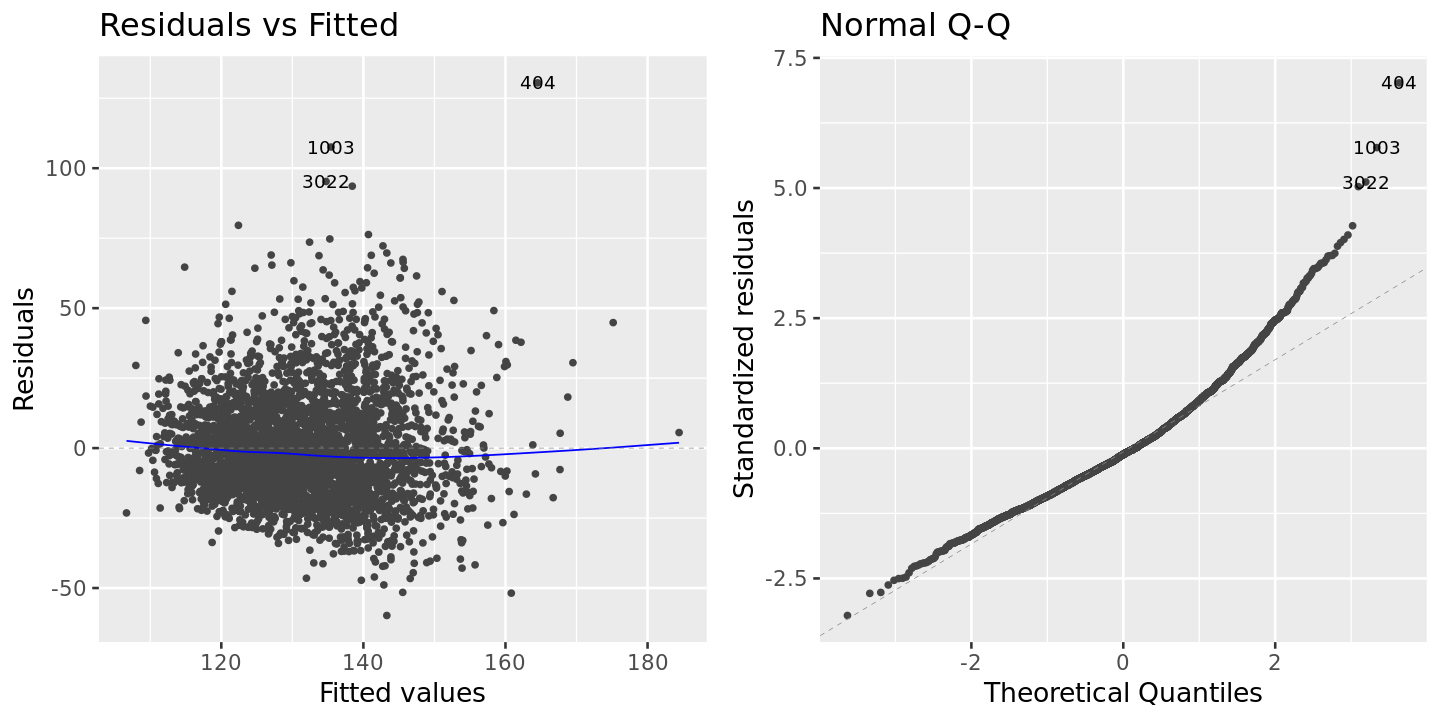 Residuals vs Fitted
Residuals
100
50
0
-50
404
1003
3022
120 140 160 180
Fitted values
Normal Q-Q
Standardized residuals
7.5
5.0
2.5
0.0
-2.5
404
1003
3022
-2 0 2
Theoretical Quantiles